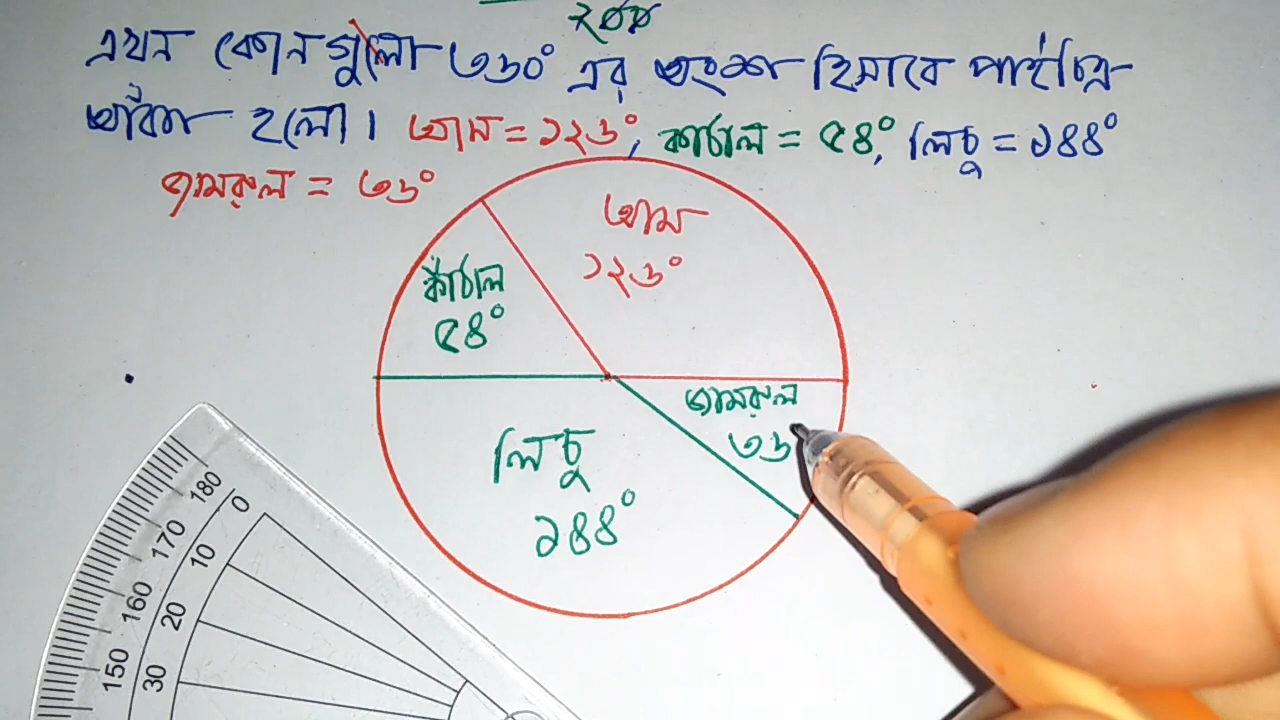 ১০০
এখন কোনগুলো ৩৬০° এর অংশ হিসাবে পাইচিত্র
আঁকা হলো। আম = ১২৬°, কাঠাল = ৫৪°, লিচু = ১৪৪°
জামরুল = ৩৬°
আম
১২৬°
কাঁঠাল
৫৪°
জামরুল
৩৬
লিচু
১৪৪°
180 0
170 10
160 20
150 30